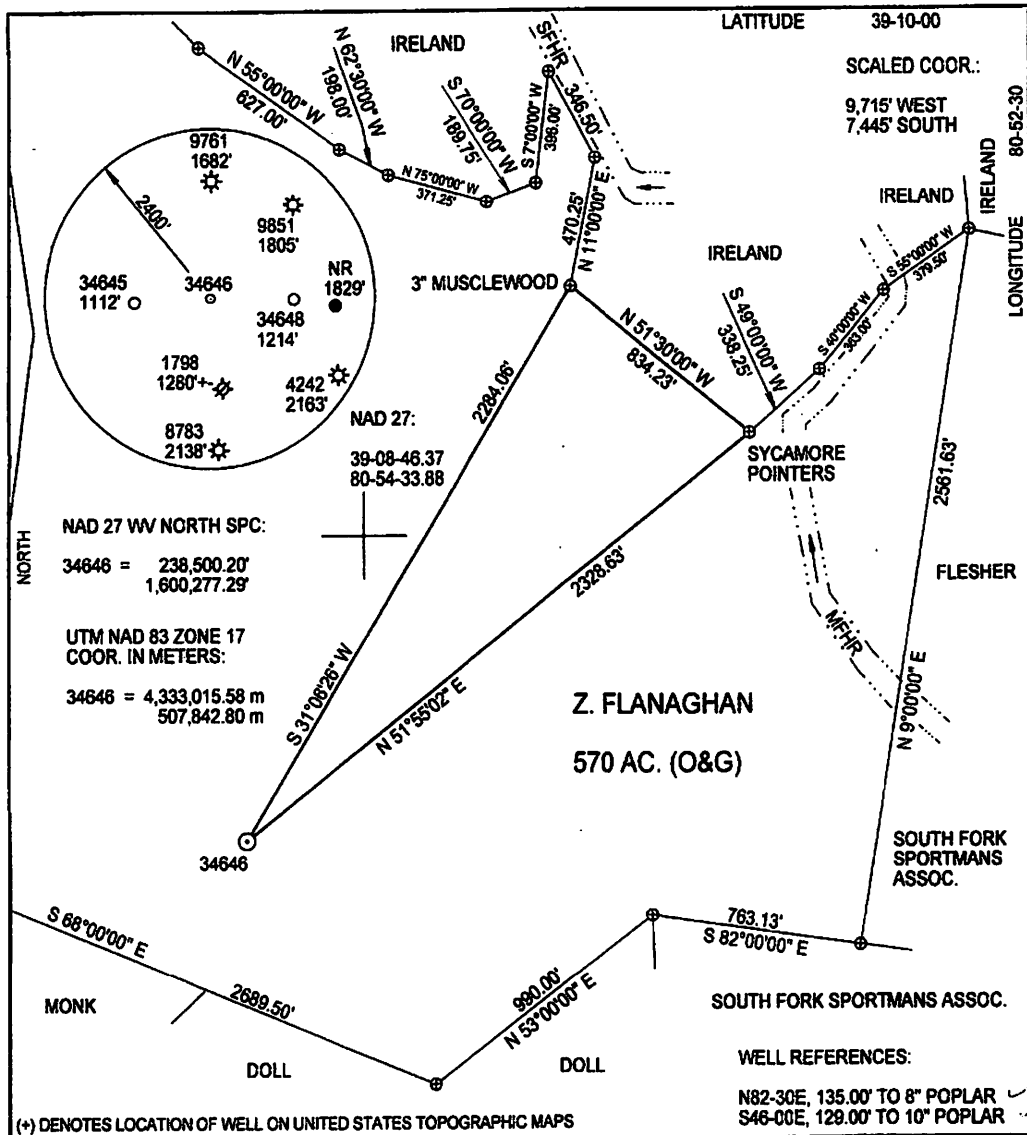 LATITUDE 39-10-00
SCALED COOR.:
9,715' WEST
7,445' SOUTH
LONGITUDE 80-52-30
IRELAND
N 55°00'00" W
627.00'
N 62°30'00" W
198.00'
N 75°00'00" W
371.25'
S 70°00'00" W
189.75'
S 7°00'00" W
396.00'
SFHR
346.50'
N 11°00'00" E
470.25'
3" MUSCLEWOOD
IRELAND
IRELAND
IRELAND
N 51°30'00" W
834.23'
S 49°00'00" W
338.25'
S 40°00'00" W
363.00'
S 55°00'00" W
379.50'
SYCAMORE
POINTERS
2400'
9761
1682'
9851
1805'
34645
1112'
34646
34648
1214'
NR
1829'
1798
1280'+-
4242
2163'
8783
2138'
NAD 27:
39-08-46.37
80-54-33.88
NORTH
NAD 27 WV NORTH SPC:
34646 = 238,500.20'
1,600,277.29'
UTM NAD 83 ZONE 17
COOR. IN METERS:
34646 = 4,333,015.58 m
507,842.80 m
2284.06'
S 31°08'26" W
2328.63'
N 51°55'02" E
MFHR
2561.63'
N 9°00'00" E
FLESHER
Z. FLANAGHAN
570 AC. (O&G)
34646
SOUTH FORK
SPORTMANS
ASSOC.
S 68°00'00" E
2689.50'
990.00'
N 53°00'00" E
763.13'
S 82°00'00" E
MONK
DOLL
DOLL
SOUTH FORK SPORTMANS ASSOC.
WELL REFERENCES:
N82-30E, 135.00' TO 8" POPLAR
S46-00E, 129.00' TO 10" POPLAR
(+) DENOTES LOCATION OF WELL ON UNITED STATES TOPOGRAPHIC MAPS